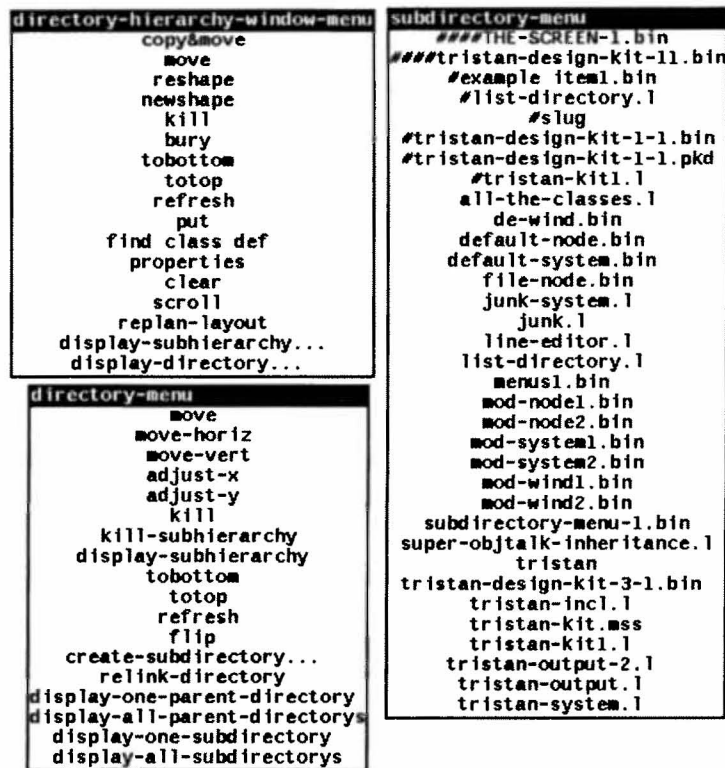 directory-hierarchy-window-menu
copy&move
move
reshape
newshape
kill
bury
tobottom
totop
refresh
put
find class def
properties
clear
scroll
replan-layout
display-subhierarchy...
display-directory...
directory-menu
move
move-horiz
move-vert
adjust-x
adjust-y
kill
kill-subhierarchy
display-subhierarchy
tobottom
totop
refresh
flip
create-subdirectory...
relink-directory
display-one-parent-directory
display-all-parent-directorys
display-one-subdirectory
display-all-subdirectorys
subdirectory-menu
####THE-SCREEN-1.bin
####tristan-design-kit-11.bin
#example item1.bin
#list-directory.l
#slug
#tristan-design-kit-1-1.bin
#tristan-design-kit-1-1.pkd
#tristan-kit1.l
all-the-classes.l
de-wind.bin
default-node.bin
default-system.bin
file-node.bin
junk-system.l
junk.l
line-editor.l
list-directory.l
menus1.bin
mod-node1.bin
mod-node2.bin
mod-system1.bin
mod-system2.bin
mod-wind1.bin
mod-wind2.bin
subdirectory-menu-1.bin
super-objtalk-inheritance.l
tristan
tristan-design-kit-3-1.bin
tristan-incl.l
tristan-kit.mss
tristan-kit1.l
tristan-output-2.l
tristan-output.l
tristan-system.l